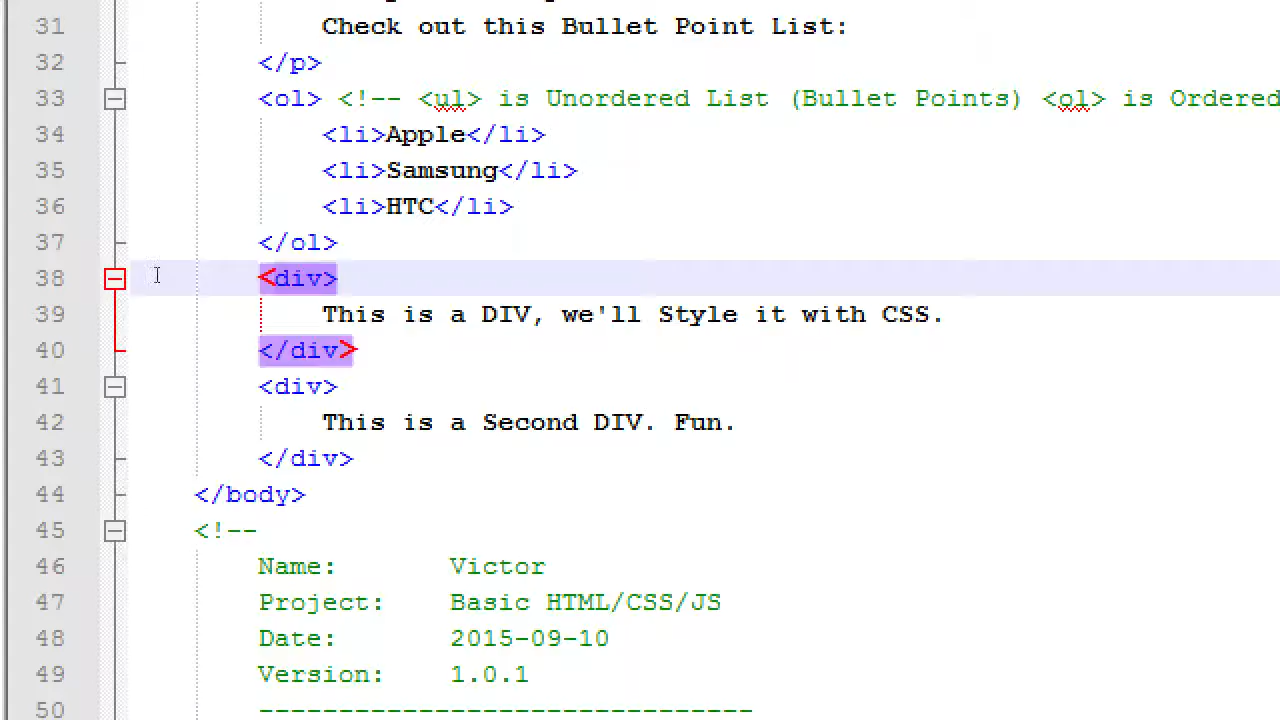 31 Check out this Bullet Point List:
32 </p>
33 <ol> <!-- <ul> is Unordered List (Bullet Points) <ol> is Ordered
34 <li>Apple</li>
35 <li>Samsung</li>
36 <li>HTC</li>
37 </ol>
38 <div>
39 This is a DIV, we'll Style it with CSS.
40 </div>
41 <div>
42 This is a Second DIV. Fun.
43 </div>
44 </body>
45 <!--
46 Name: Victor
47 Project: Basic HTML/CSS/JS
48 Date: 2015-09-10
49 Version: 1.0.1
50 -------------------------------